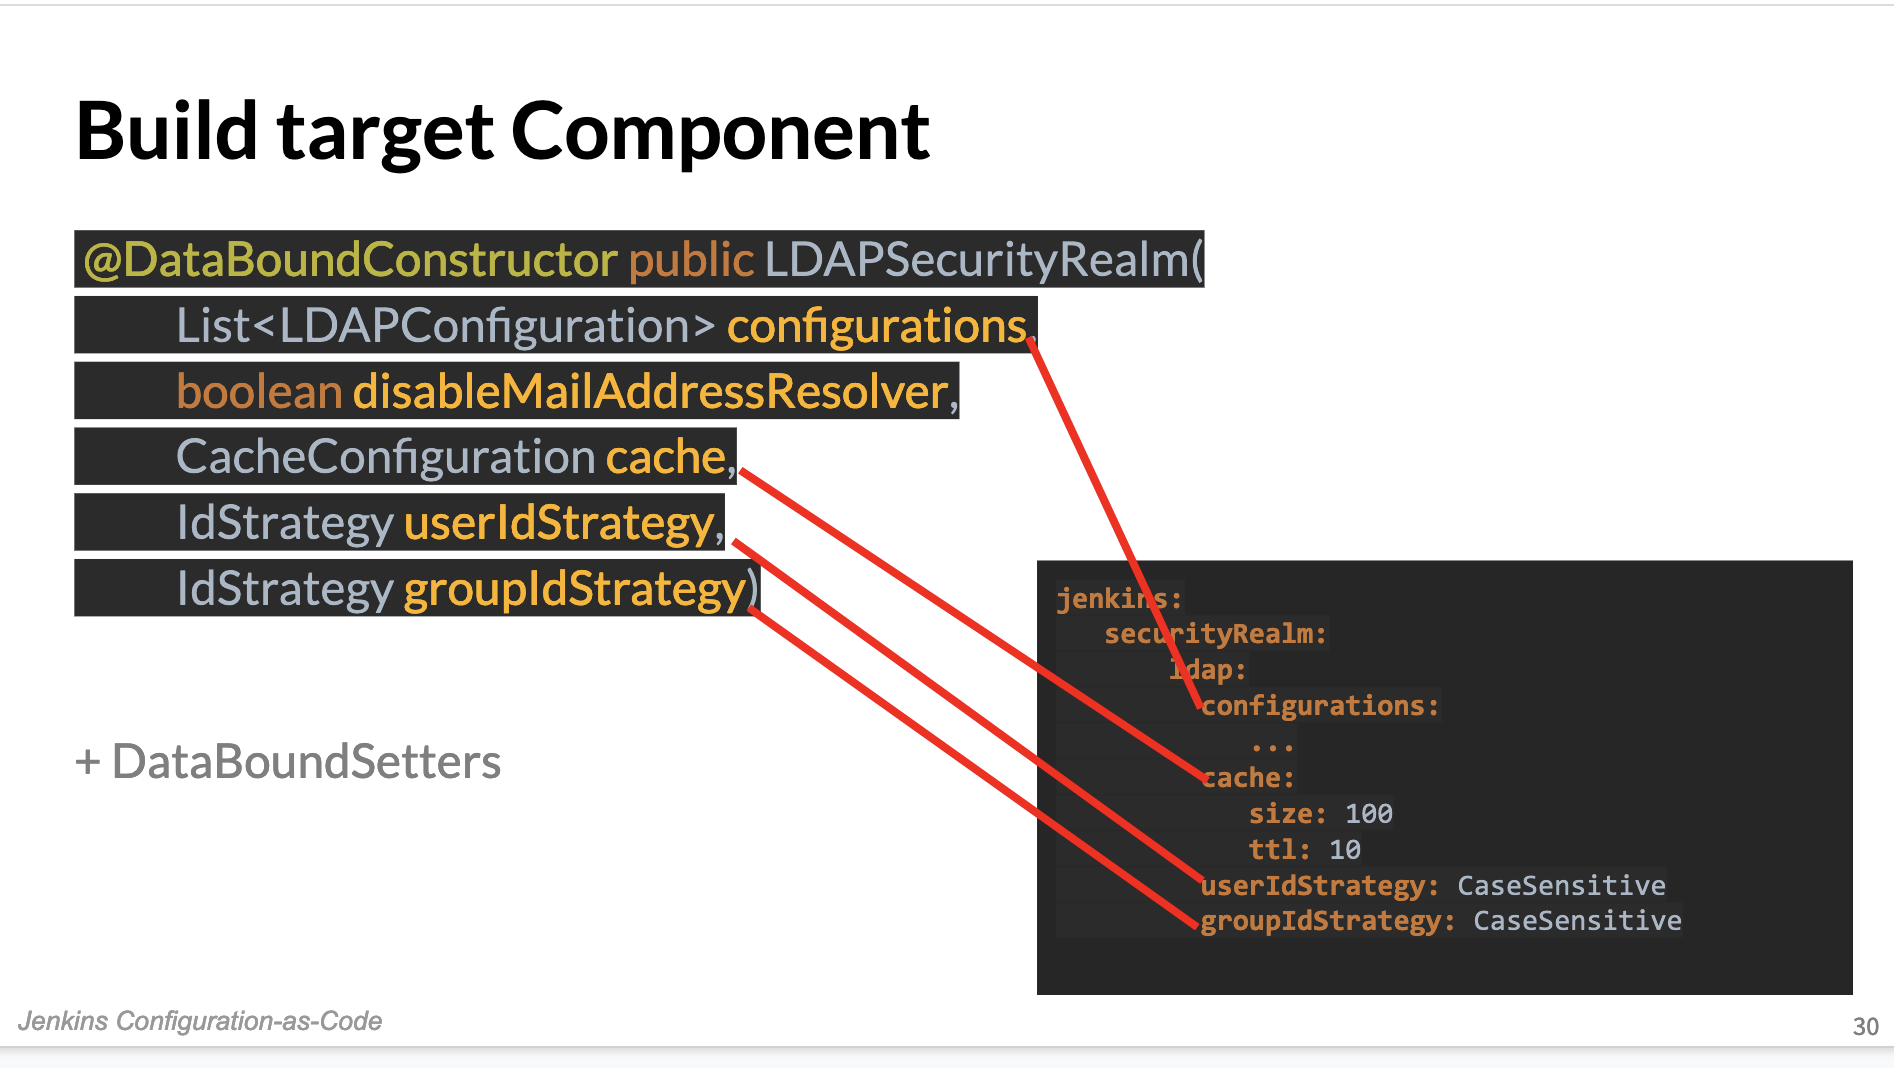 Build target Component
@DataBoundConstructor public LDAPSecurityRealm(
List<LDAPConfiguration> configurations,
boolean disableMailAddressResolver,
CacheConfiguration cache,
IdStrategy userIdStrategy,
IdStrategy groupIdStrategy)
+ DataBoundSetters
jenkins:
securityRealm:
ldap:
configurations:
...
cache:
size: 100
ttl: 10
userIdStrategy: CaseSensitive
groupIdStrategy: CaseSensitive
Jenkins Configuration-as-Code
30